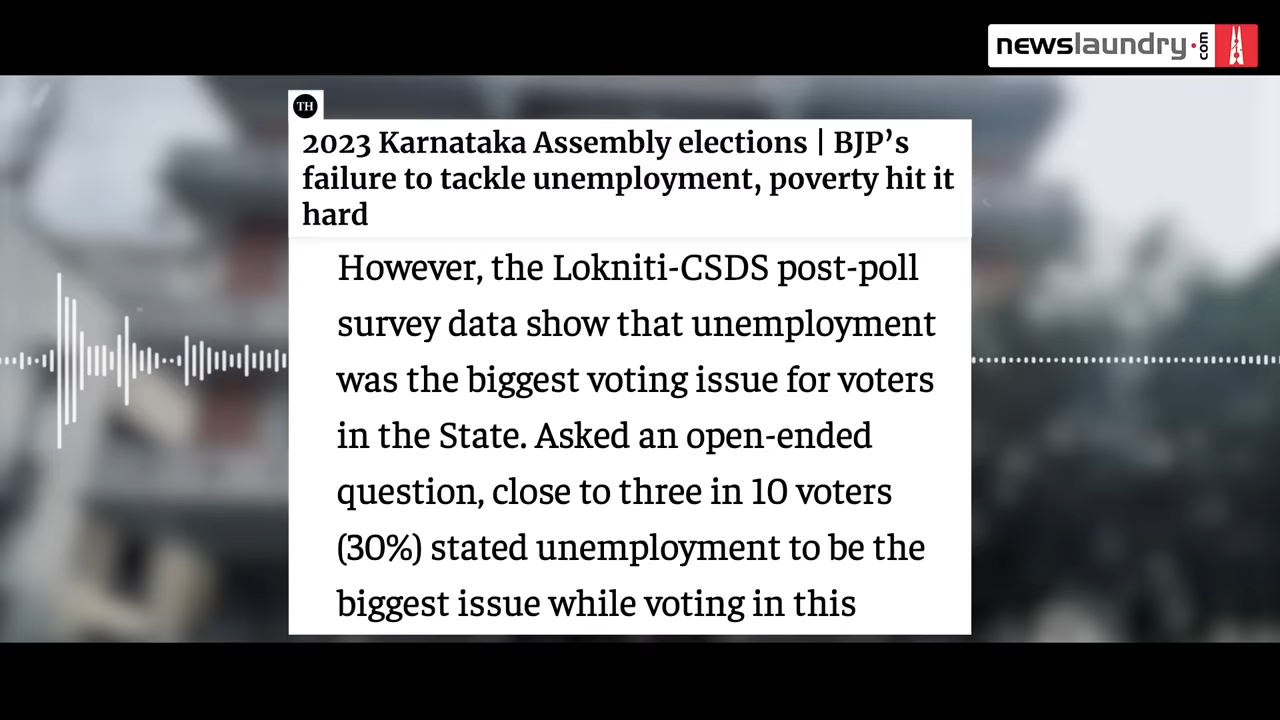 newslaundry.com
TH
2023 Karnataka Assembly elections | BJP’s
failure to tackle unemployment, poverty hit it
hard
However, the Lokniti-CSDS post-poll
survey data show that unemployment
was the biggest voting issue for voters
in the State. Asked an open-ended
question, close to three in 10 voters
(30%) stated unemployment to be the
biggest issue while voting in this